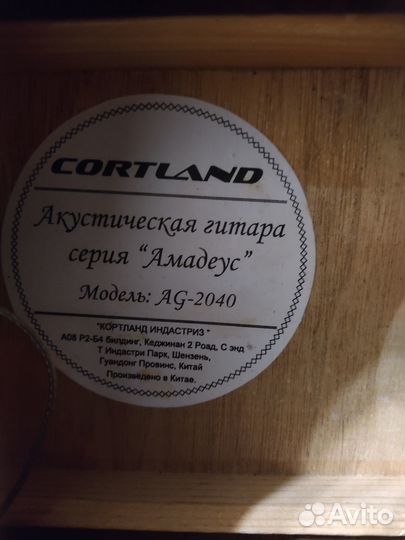 CORTLAND
Акустическая гитара
серия “Амадеус”
Модель: AG-2040
"КОРТЛАНД ИНДАСТРИЗ "
А08 Р2-Б4 билдинг, Кеджинан 2 Роад, С энд
Т Индастри Парк, Шензень,
Гуандонг Провинс, Китай
Произведено в Китае.
Avito